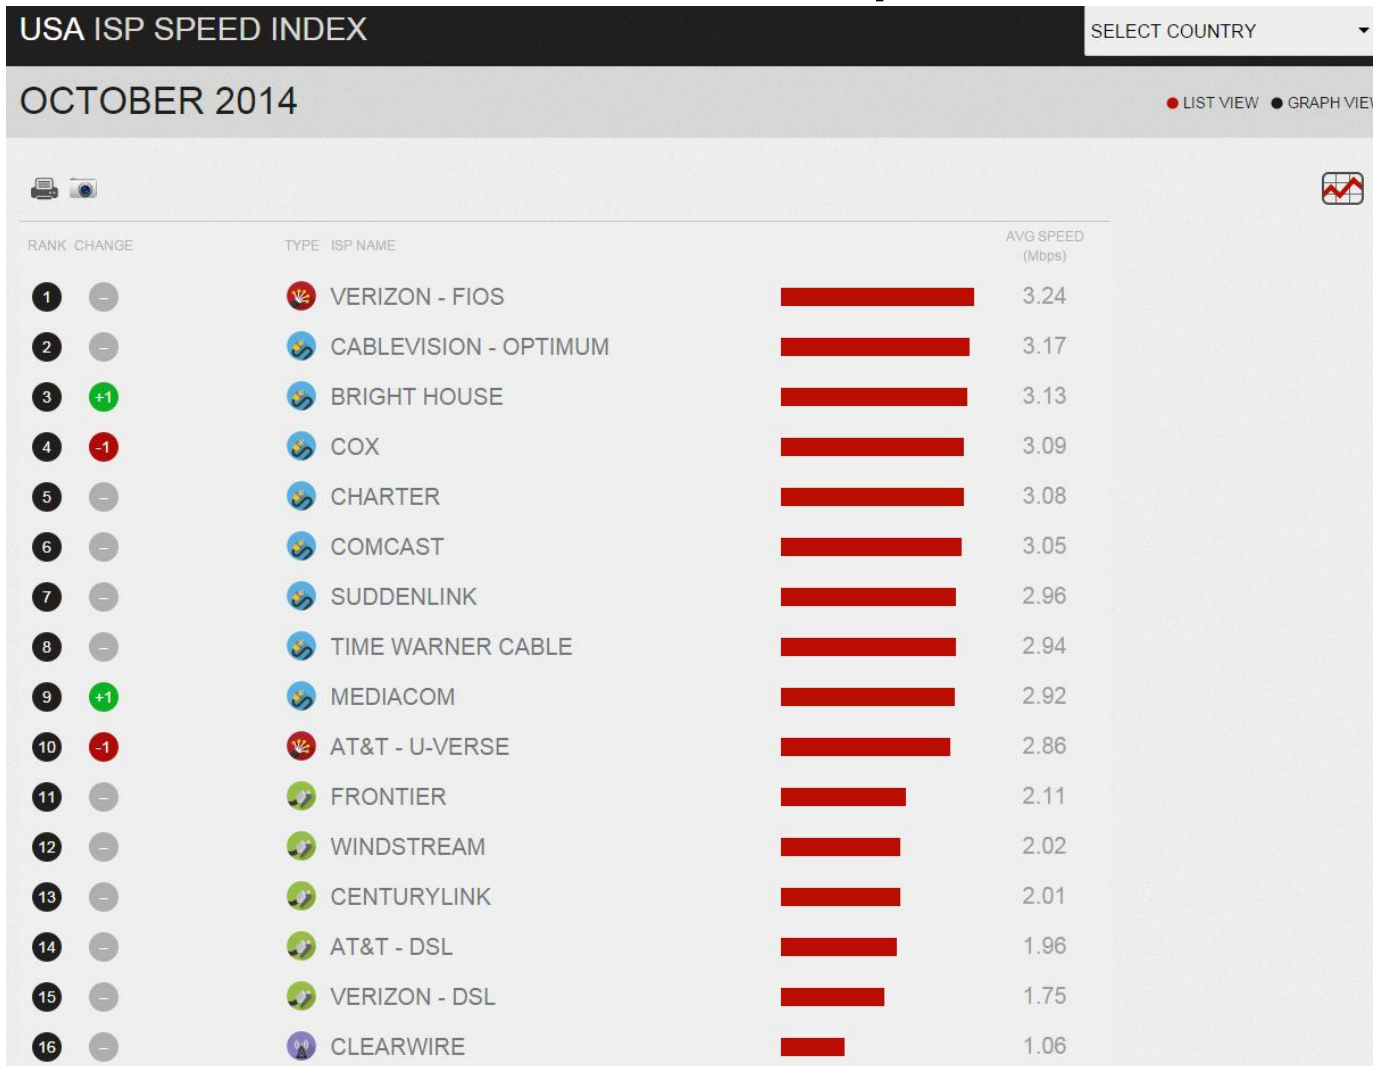 USA ISP SPEED INDEX
SELECT COUNTRY
OCTOBER 2014
LIST VIEW GRAPH VIEW
RANK CHANGE TYPE ISP NAME AVG SPEED
(Mbps)
1 – VERIZON - FIOS 3.24
2 – CABLEVISION - OPTIMUM 3.17
3 +1 BRIGHT HOUSE 3.13
4 -1 COX 3.09
5 – CHARTER 3.08
6 – COMCAST 3.05
7 – SUDDENLINK 2.96
8 – TIME WARNER CABLE 2.94
9 +1 MEDIACOM 2.92
10 -1 AT&T - U-VERSE 2.86
11 – FRONTIER 2.11
12 – WINDSTREAM 2.02
13 – CENTURYLINK 2.01
14 – AT&T - DSL 1.96
15 – VERIZON - DSL 1.75
16 – CLEARWIRE 1.06